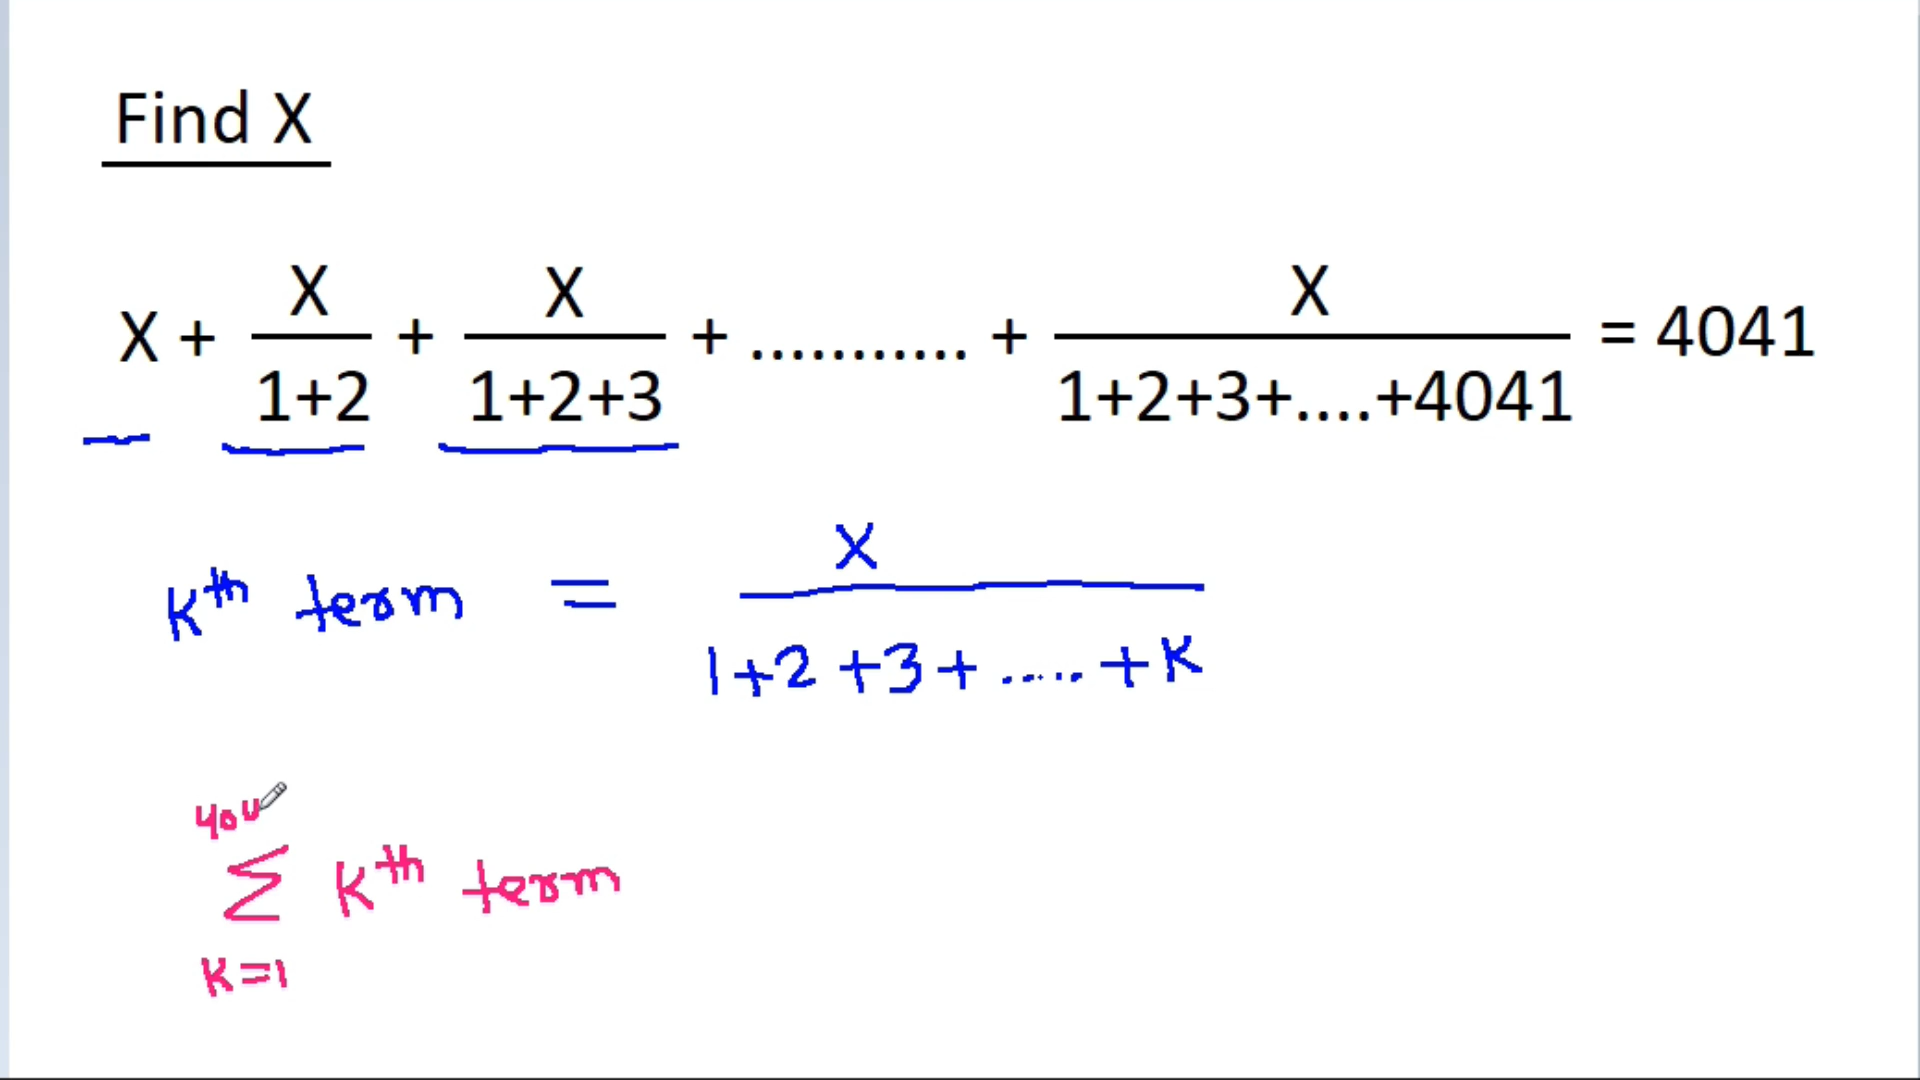 Find X
X + X/1+2 + X/1+2+3 + ........... + X/1+2+3+....+4041 = 4041
Kth term = X/1+2+3+.....+K
404
Σ Kth term
K=1